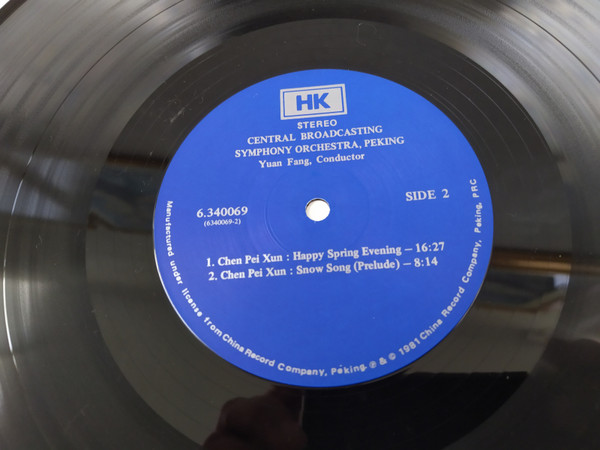 HK
STEREO
CENTRAL BROADCASTING
SYMPHONY ORCHESTRA, PEKING
Yuan Fang, Conductor
6.340069
(6340069-2)
SIDE 2
1. Chen Pei Xun : Happy Spring Evening – 16:27
2. Chen Pei Xun : Snow Song (Prelude) – 8:14
Manufactured under license from China Record Company, Peking. ℗ & © 1981 China Record Company, Peking, PRC